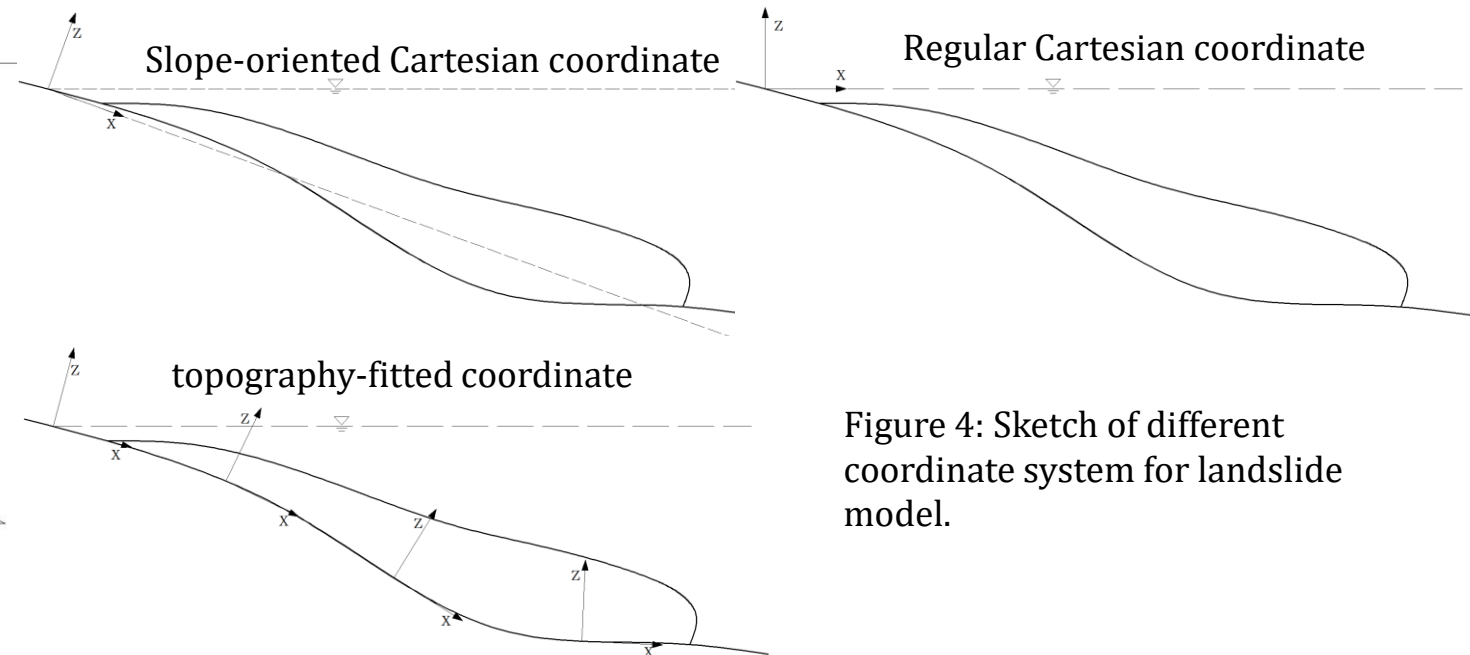 z
Slope-oriented Cartesian coordinate
x
z
Regular Cartesian coordinate
x
z
topography-fitted coordinate
x
z
x
z
x
z
x
Figure 4: Sketch of different
coordinate system for landslide
model.